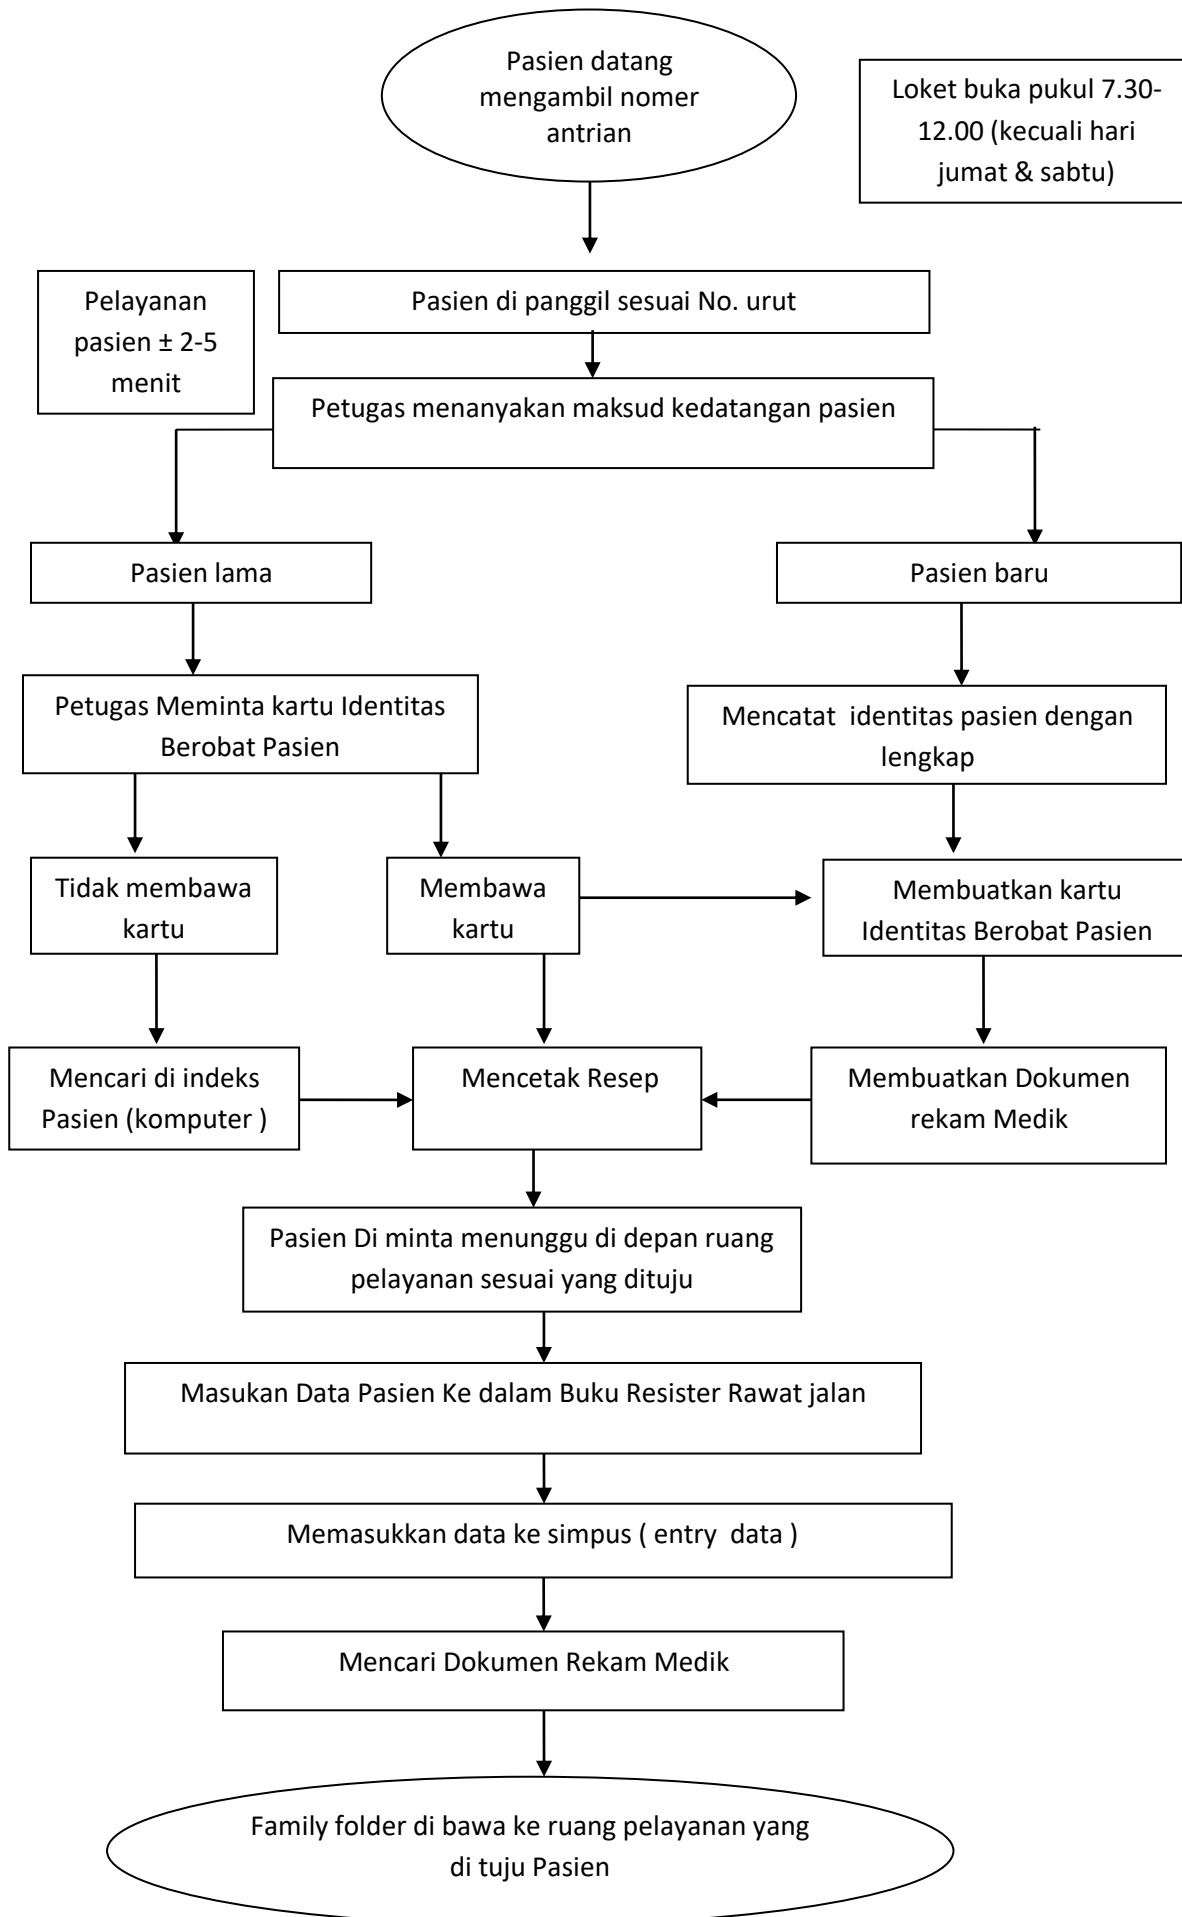 Pasien datang
mengambil nomer
antrian
Loket buka pukul 7.30-
12.00 (kecuali hari
jumat & sabtu)
Pelayanan
pasien ± 2-5
menit
Pasien di panggil sesuai No. urut
Petugas menanyakan maksud kedatangan pasien
Pasien lama
Pasien baru
Petugas Meminta kartu Identitas
Berobat Pasien
Mencatat  identitas pasien dengan
lengkap
Tidak membawa
kartu
Membawa
kartu
Membuatkan kartu
Identitas Berobat Pasien
Mencari di indeks
Pasien (komputer )
Mencetak Resep
Membuatkan Dokumen
rekam Medik
Pasien Di minta menunggu di depan ruang
pelayanan sesuai yang dituju
Masukan Data Pasien Ke dalam Buku Resister Rawat jalan
Memasukkan data ke simpus ( entry  data )
Mencari Dokumen Rekam Medik
Family folder di bawa ke ruang pelayanan yang
di tuju Pasien